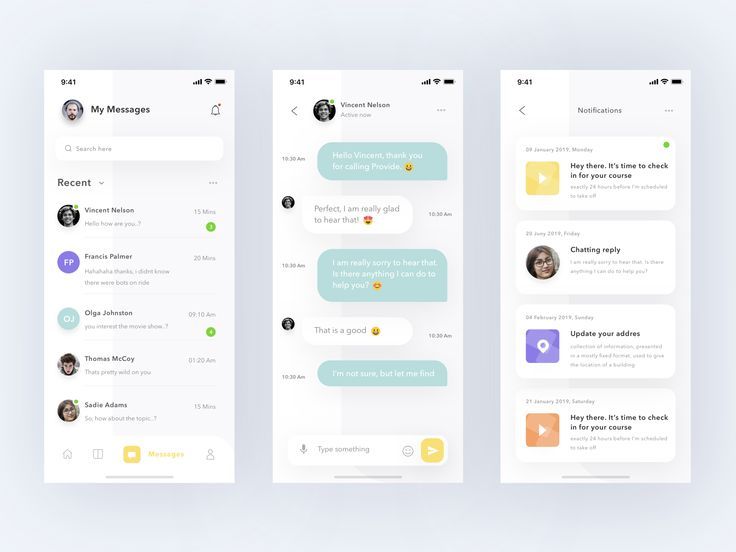 9:41
My Messages
Search here
Recent
Vincent Nelson
15 Mins
Hello how are you..?
3
FP
Francis Palmer
20 Mins
Hahahaha thanks, i didnt know
there were bots on ride
OJ
Olga Johnston
09:10 Am
you interest the movie show..?
4
Thomas McCoy
01:20 Am
Thats pretty wild on you
Sadie Adams
15 Mins
So, how about the topic..?
Messages
9:41
Vincent Nelson
Active now
10:30 Am
Hello Vincent, thank you
for calling Provide.
Perfect, I am really glad
to hear that!
10:30 Am
10:30 Am
I am really sorry to hear that.
Is there anything I can do to
help you?
That is a good
10:30 Am
10:30 Am
I'm not sure, but let me find
Type something
9:41
Notifications
09 January 2019, Monday
Hey there. It's time to check
in for your course
exactly 24 hours before I'm scheduled
to take off
20 Juny 2019, Friday
Chatting reply
I am really sorry to hear that. Is there
anything I can do to help you?
04 February 2019, Sunday
Update your addres
collection of information, presented
in a mostly fixed format, used to give
the location of a building
21 January 2019, Saturday
Hey there. It's time to check
in for your course
exactly 24 hours before I'm scheduled
to take off